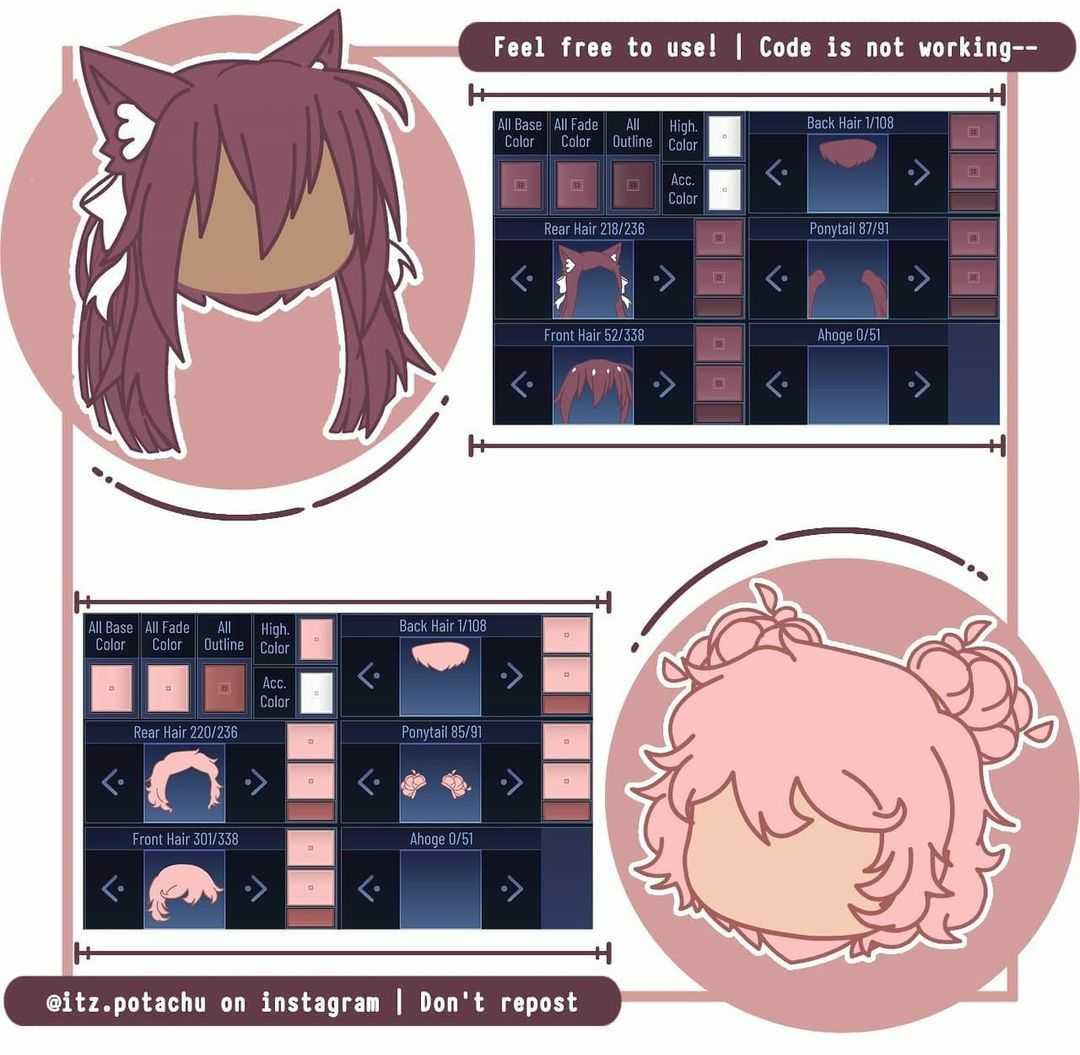 Feel free to use! | Code is not working--
All Base Color
All Fade Color
All Outline
High. Color
Acc. Color
Back Hair 1/108
Rear Hair 218/236
Ponytail 87/91
Front Hair 52/338
Ahoge 0/51
All Base Color
All Fade Color
All Outline
High. Color
Acc. Color
Back Hair 1/108
Rear Hair 220/236
Ponytail 85/91
Front Hair 301/338
Ahoge 0/51
@itz.potachu on instagram | Don't repost